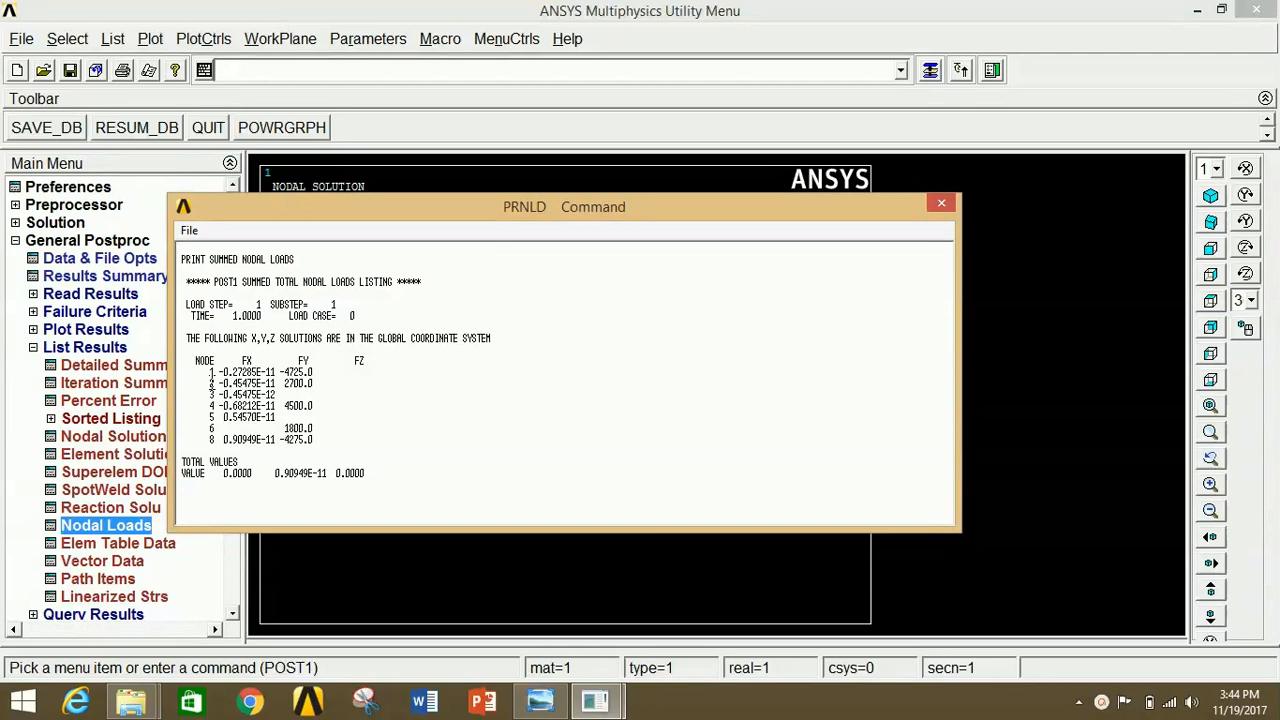 ANSYS Multiphysics Utility Menu
File Select List Plot PlotCtrls WorkPlane Parameters Macro MenuCtrls Help
Toolbar
SAVE_DB RESUM_DB QUIT POWRGRPH
Main Menu
Preferences
Preprocessor
Solution
General Postproc
Data & File Opts
Results Summary
Read Results
Failure Criteria
Plot Results
List Results
Detailed Summ
Iteration Summ
Percent Error
Sorted Listing
Nodal Solution
Element Soluti
Superelem DOI
SpotWeld Solu
Reaction Solu
Nodal Loads
Elem Table Data
Vector Data
Path Items
Linearized Strs
Query Results
1
NODAL SOLUTION
ANSYS
PRNLD Command
File
PRINT SUMMED NODAL LOADS
***** POST1 SUMMED TOTAL NODAL LOADS LISTING *****
LOAD STEP= 1 SUBSTEP= 1
TIME= 1.0000 LOAD CASE= 0
THE FOLLOWING X,Y,Z SOLUTIONS ARE IN THE GLOBAL COORDINATE SYSTEM
NODE FX FY FZ
1 -0.27285E-11 -4725.0
2 -0.45475E-11 2700.0
3 -0.45475E-12
4 -0.68212E-11 4500.0
5 0.54570E-11
6 1800.0
8 0.90949E-11 -4275.0
TOTAL VALUES
VALUE 0.0000 0.90949E-11 0.0000
1
3
Pick a menu item or enter a command (POST1) mat=1 type=1 real=1 csys=0 secn=1
3:44 PM
11/19/2017